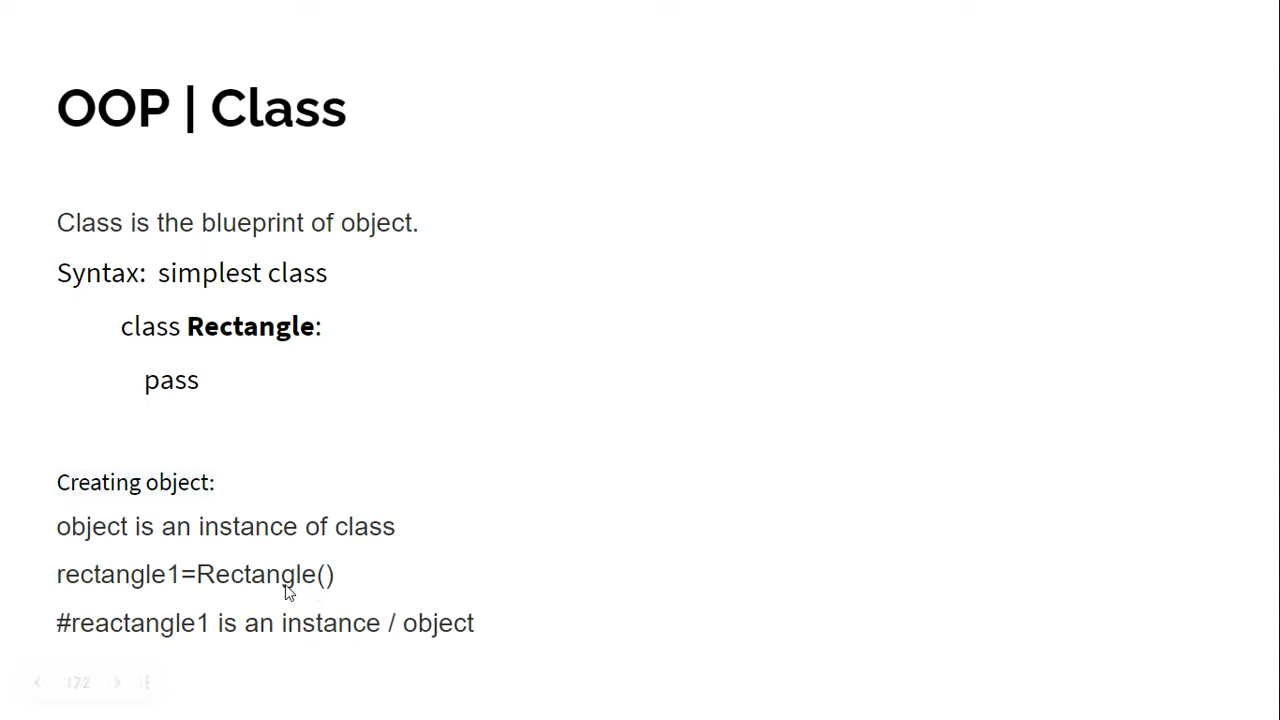 OOP | Class
Class is the blueprint of object.
Syntax: simplest class
class Rectangle:
pass
Creating object:
object is an instance of class
rectangle1=Rectangle()
#reactangle1 is an instance / object
172